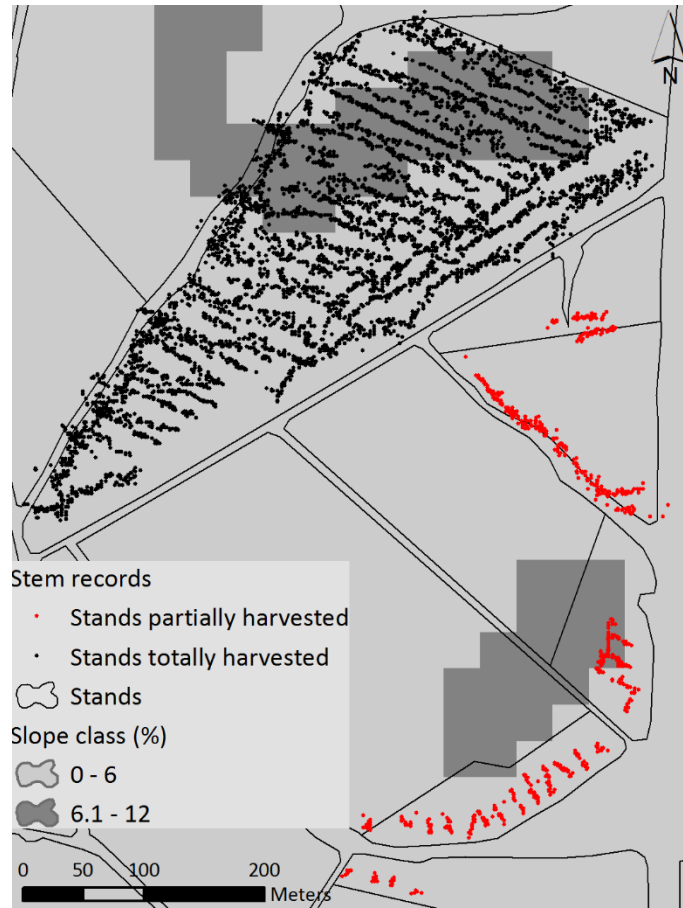 N
Stem records
Stands partially harvested
Stands totally harvested
Stands
Slope class (%)
0 - 6
6.1 - 12
0 50 100 200
Meters